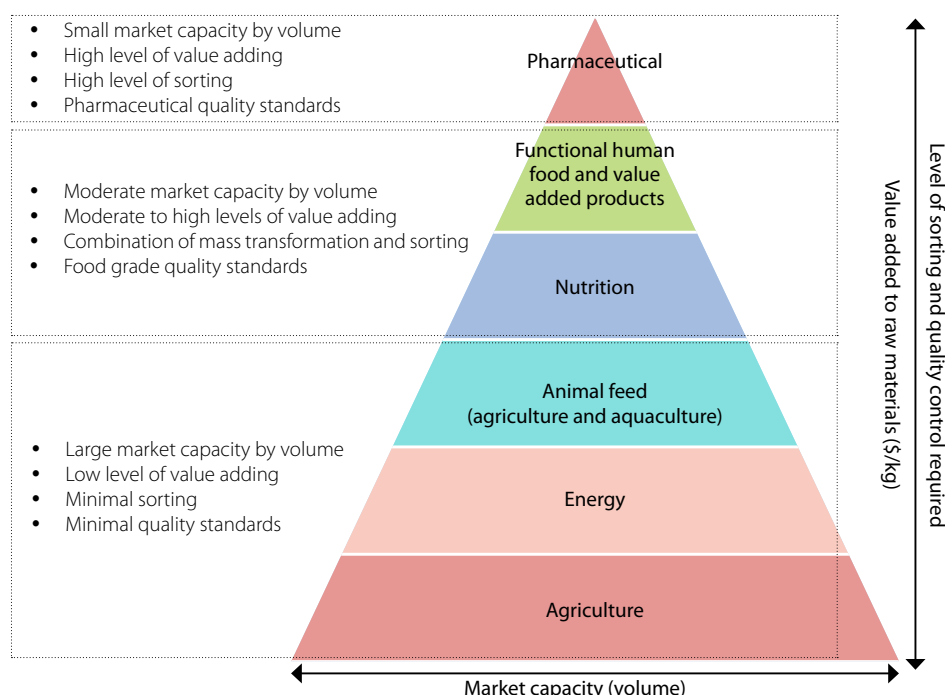 • Small market capacity by volume
• High level of value adding
• High level of sorting
• Pharmaceutical quality standards
Pharmaceutical
• Moderate market capacity by volume
• Moderate to high levels of value adding
• Combination of mass transformation and sorting
• Food grade quality standards
Functional human
food and value
added products
Nutrition
• Large market capacity by volume
• Low level of value adding
• Minimal sorting
• Minimal quality standards
Animal feed
(agriculture and aquaculture)
Energy
Agriculture
Value added to raw materials ($/kg)
Level of sorting and quality control required
Market capacity (volume)